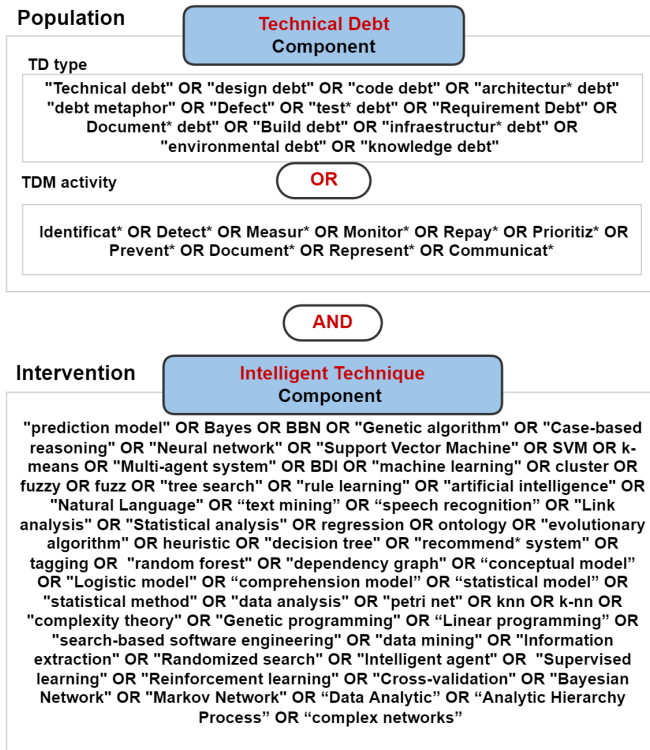 Population
Technical Debt
Component
TD type
"Technical debt" OR "design debt" OR "code debt" OR "architectur* debt"
"debt metaphor" OR "Defect" OR "test* debt" OR "Requirement Debt" OR
Document* debt" OR "Build debt" OR "infraestructur* debt" OR
"environmental debt" OR "knowledge debt"
TDM activity
OR
Identificat* OR Detect* OR Measur* OR Monitor* OR Repay* OR Prioritiz* OR
Prevent* OR Document* OR Represent* OR Communicat*
AND
Intervention
Intelligent Technique
Component
"prediction model" OR Bayes OR BBN OR "Genetic algorithm" OR "Case-based
reasoning" OR "Neural network" OR "Support Vector Machine" OR SVM OR k-
means OR "Multi-agent system" OR BDI OR "machine learning" OR cluster OR
fuzzy OR fuzz OR "tree search" OR "rule learning" OR "artificial intelligence" OR
"Natural Language" OR “text mining” OR “speech recognition” OR "Link
analysis" OR "Statistical analysis" OR regression OR ontology OR "evolutionary
algorithm" OR heuristic OR "decision tree" OR "recommend* system" OR
tagging OR "random forest" OR "dependency graph" OR “conceptual model”
OR "Logistic model" OR “comprehension model” OR “statistical model” OR
"statistical method" OR "data analysis" OR "petri net" OR knn OR k-nn OR
"complexity theory" OR "Genetic programming" OR “Linear programming” OR
"search-based software engineering" OR "data mining" OR "Information
extraction" OR "Randomized search" OR "Intelligent agent" OR "Supervised
learning" OR "Reinforcement learning" OR "Cross-validation" OR "Bayesian
Network" OR "Markov Network" OR “Data Analytic” OR “Analytic Hierarchy
Process” OR “complex networks”